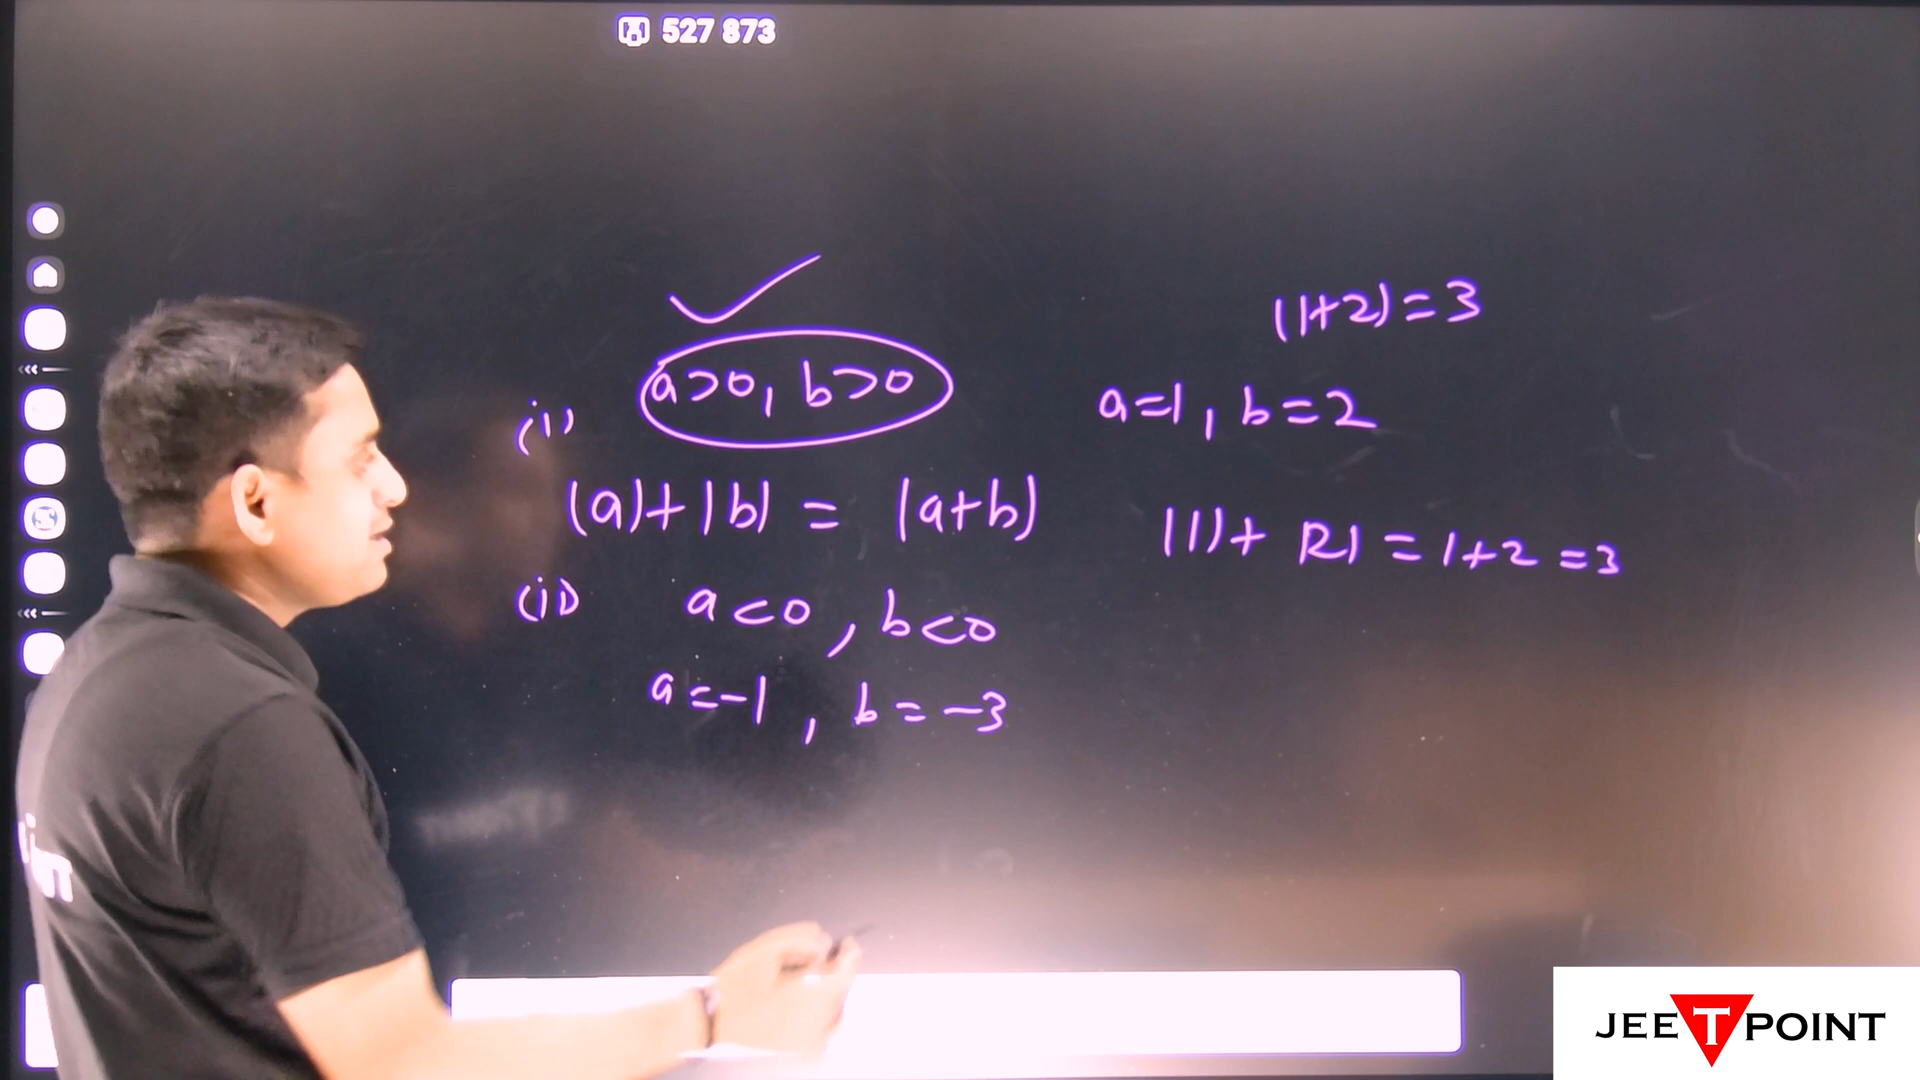 527 873
(1+2) = 3
(i) a>0, b>0
a=1, b=2
|a|+|b| = |a+b|
|1|+ |2| = 1+2 =3
(ii) a<0, b<0
a=-1, b=-3
JEE T POINT